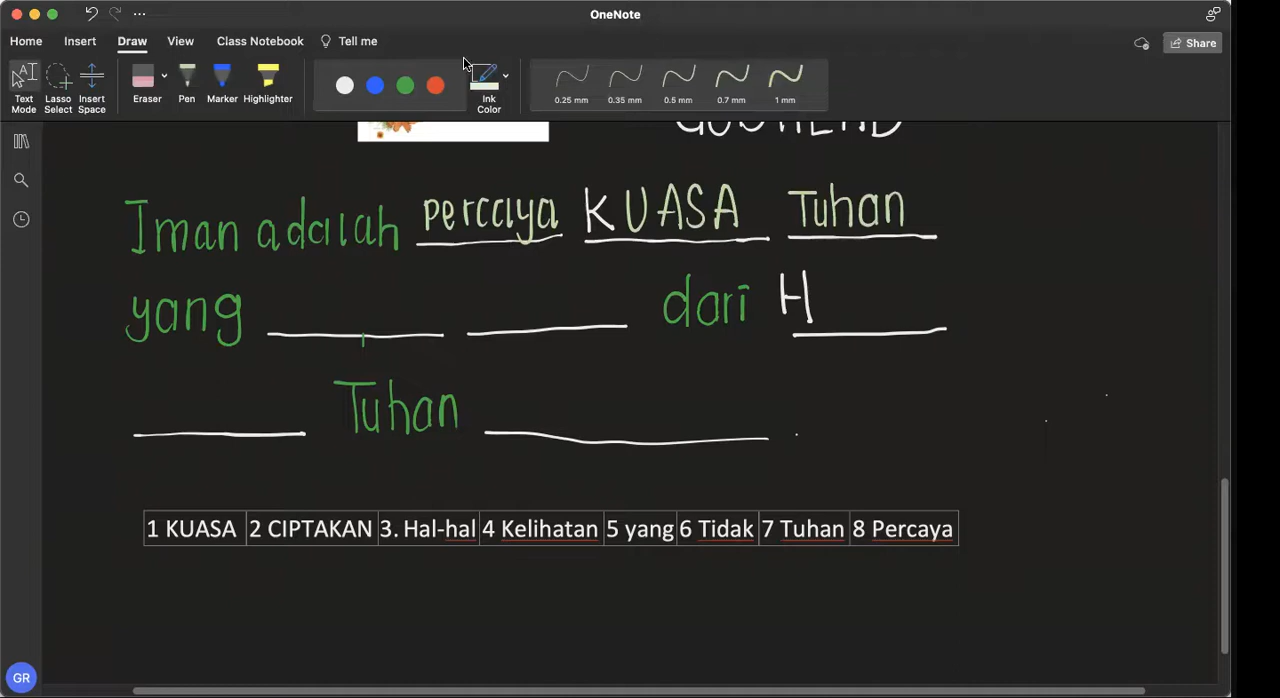 OneNote
Home Insert Draw View Class Notebook Tell me
Share
Text Mode Lasso Select Insert Space Eraser Pen Marker Highlighter Ink Color 0.25 mm 0.35 mm 0.5 mm 0.7 mm 1 mm
Iman adalah percaya KUASA Tuhan
yang dari H
Tuhan
1 KUASA 2 CIPTAKAN 3. Hal-hal 4 Kelihatan 5 yang 6 Tidak 7 Tuhan 8 Percaya
GR